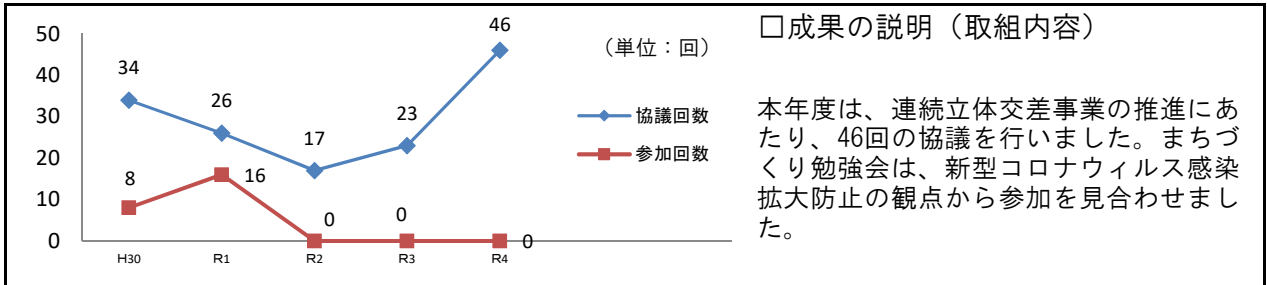 50
40
30
20
10
0
34
26
17
23
46
8
16
0
0
0
H30
R1
R2
R3
R4
（単位：回）
協議回数
参加回数
□成果の説明（取組内容）
本年度は、連続立体交差事業の推進にあ
たり、46回の協議を行いました。まちづ
くり勉強会は、新型コロナウィルス感染
拡大防止の観点から参加を見合わせまし
た。